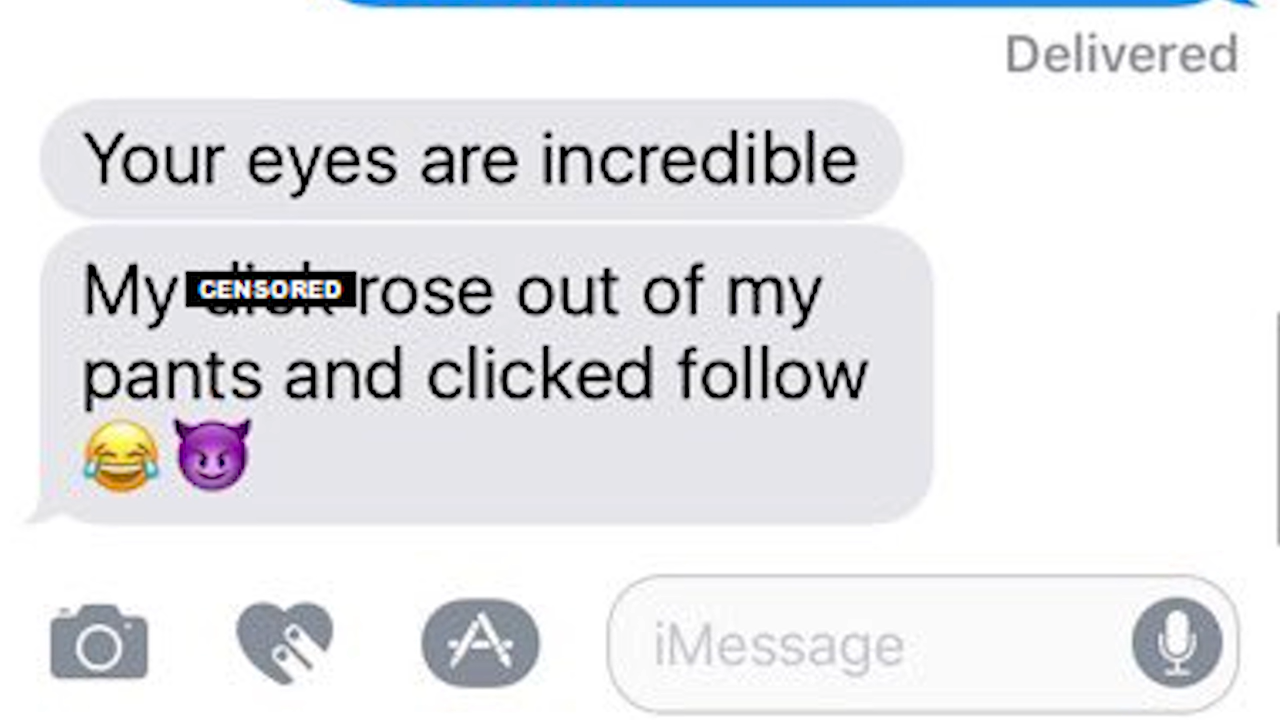 Delivered
Your eyes are incredible
My CENSORED rose out of my
pants and clicked follow
😂😈
iMessage